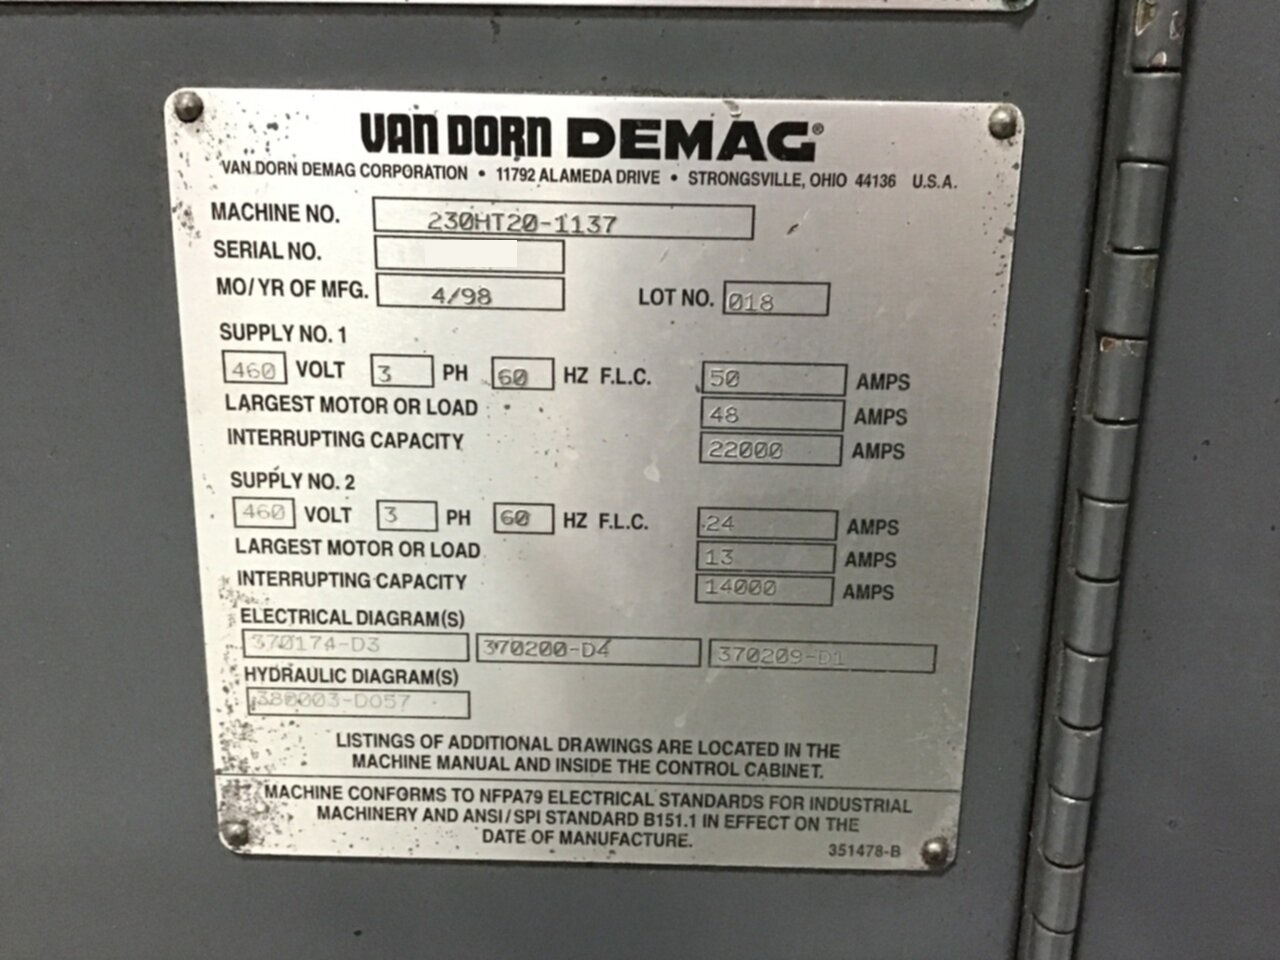 VAN DORN DEMAG®
VAN DORN DEMAG CORPORATION • 11792 ALAMEDA DRIVE • STRONGSVILLE, OHIO 44136 U.S.A.
MACHINE NO. 230HT20-1137
SERIAL NO.
MO/YR OF MFG. 4/98 LOT NO. 018
SUPPLY NO. 1
460 VOLT 3 PH 60 HZ F.L.C. 50 AMPS
LARGEST MOTOR OR LOAD 48 AMPS
INTERRUPTING CAPACITY 22000 AMPS
SUPPLY NO. 2
460 VOLT 3 PH 60 HZ F.L.C. 24 AMPS
LARGEST MOTOR OR LOAD 13 AMPS
INTERRUPTING CAPACITY 14000 AMPS
ELECTRICAL DIAGRAM(S)
370174-D3 370200-D4 370209-D1
HYDRAULIC DIAGRAM(S)
380003-D057
LISTINGS OF ADDITIONAL DRAWINGS ARE LOCATED IN THE
MACHINE MANUAL AND INSIDE THE CONTROL CABINET.
MACHINE CONFORMS TO NFPA79 ELECTRICAL STANDARDS FOR INDUSTRIAL
MACHINERY AND ANSI/SPI STANDARD B151.1 IN EFFECT ON THE
DATE OF MANUFACTURE.
351478-B